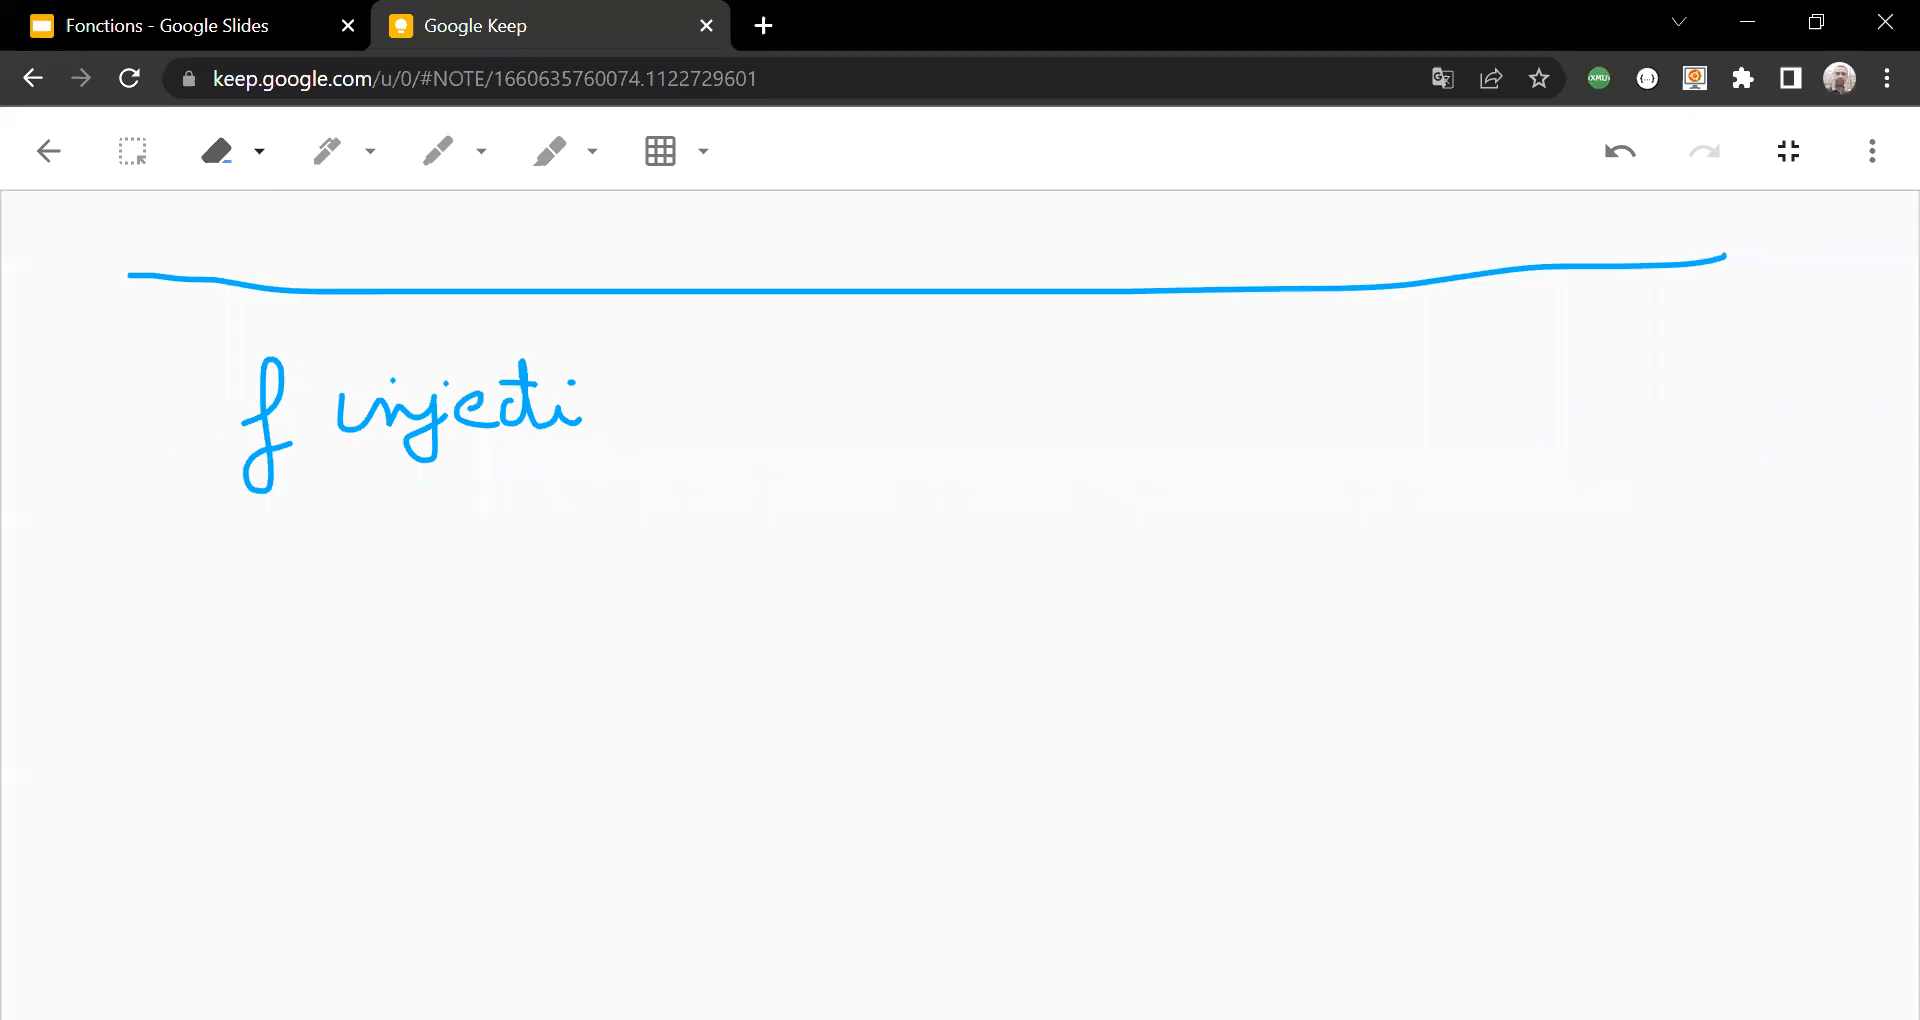 Fonctions - Google Slides
Google Keep
keep.google.com/u/0/#NOTE/1660635760074.1122729601
f injecti